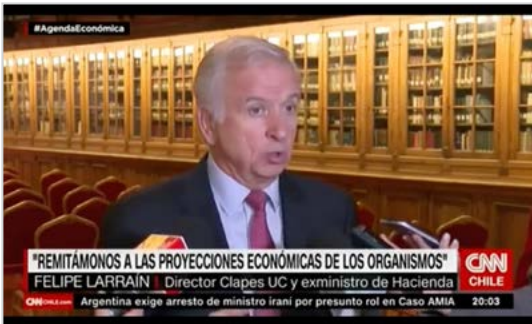 #AgendaEconómica
"REMITÁMONOS A LAS PROYECCIONES ECONÓMICAS DE LOS ORGANISMOS"
FELIPE LARRAÍN | Director Clapes UC y exministro de Hacienda
CNN
CHILE
CNNCHILE.COM Argentina exige arresto de ministro iraní por presunto rol en Caso AMIA 20:03